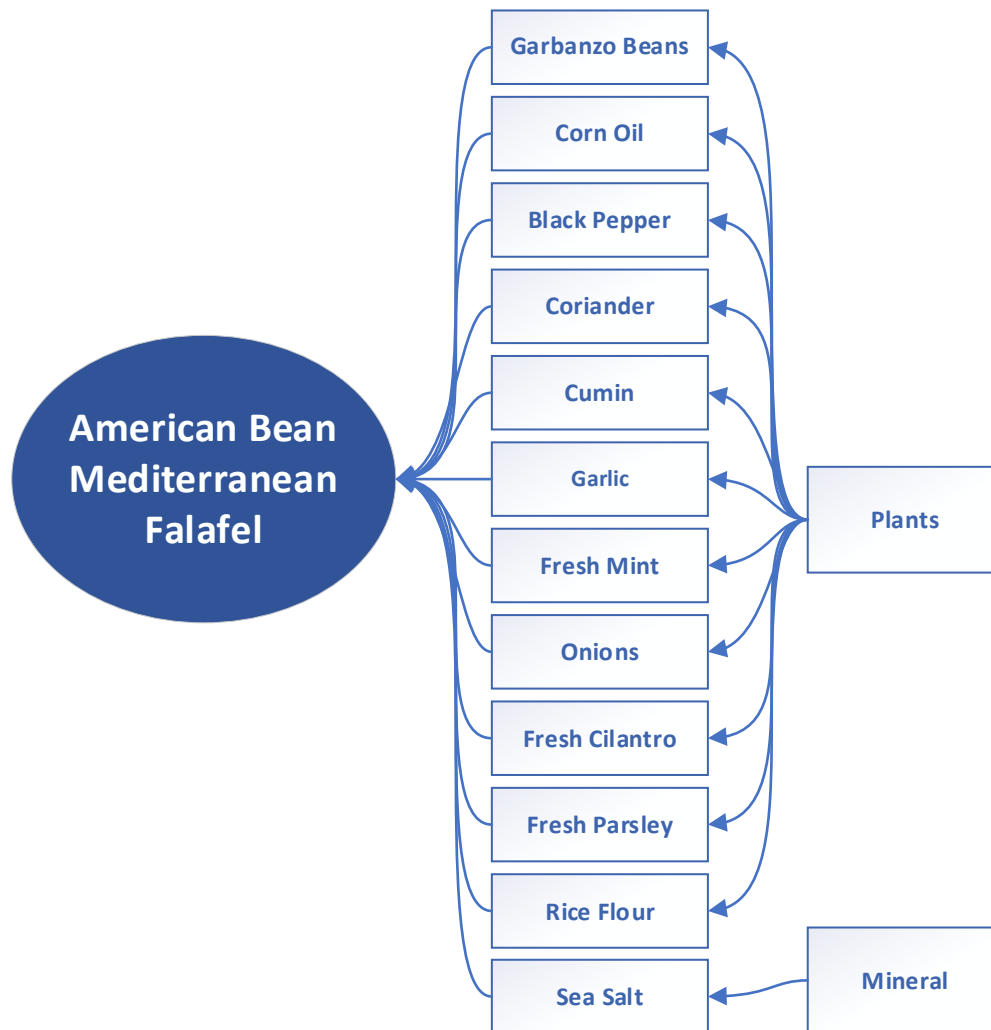 Garbanzo Beans
Corn Oil
Black Pepper
Coriander
Cumin
American Bean
Mediterranean
Falafel
Garlic
Plants
Fresh Mint
Onions
Fresh Cilantro
Fresh Parsley
Rice Flour
Mineral
Sea Salt